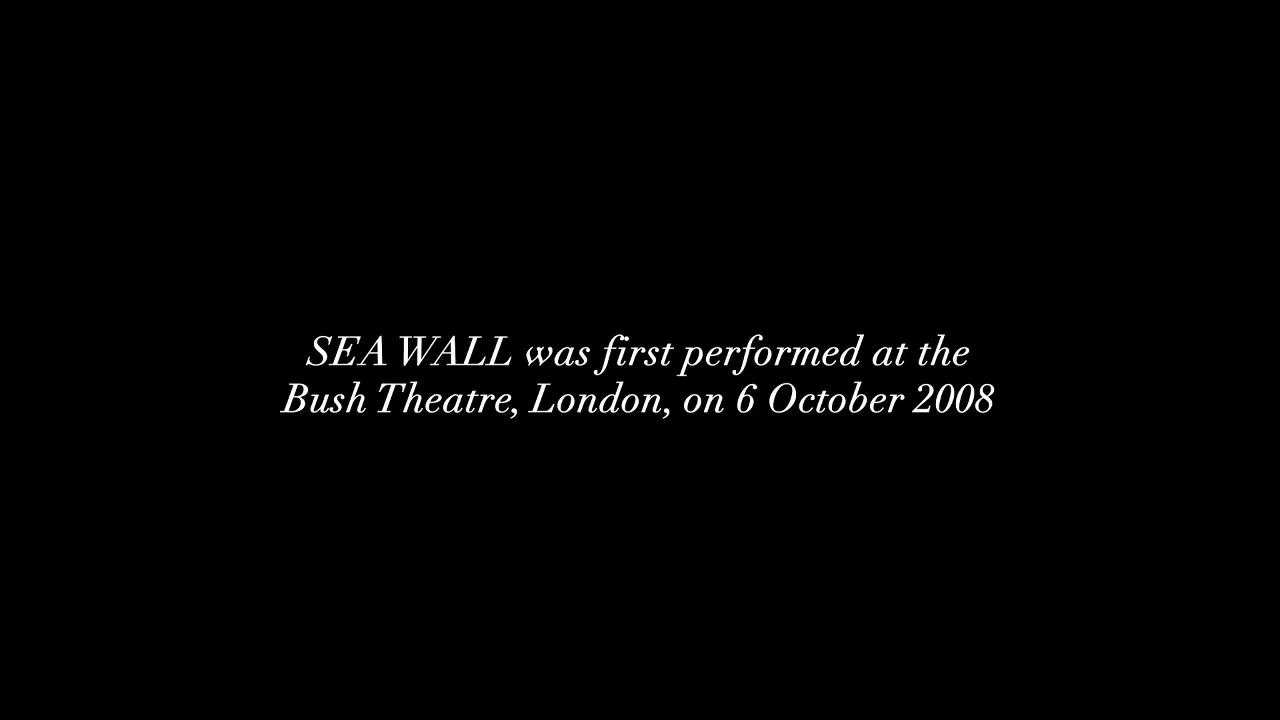 SEA WALL was first performed at the
Bush Theatre, London, on 6 October 2008